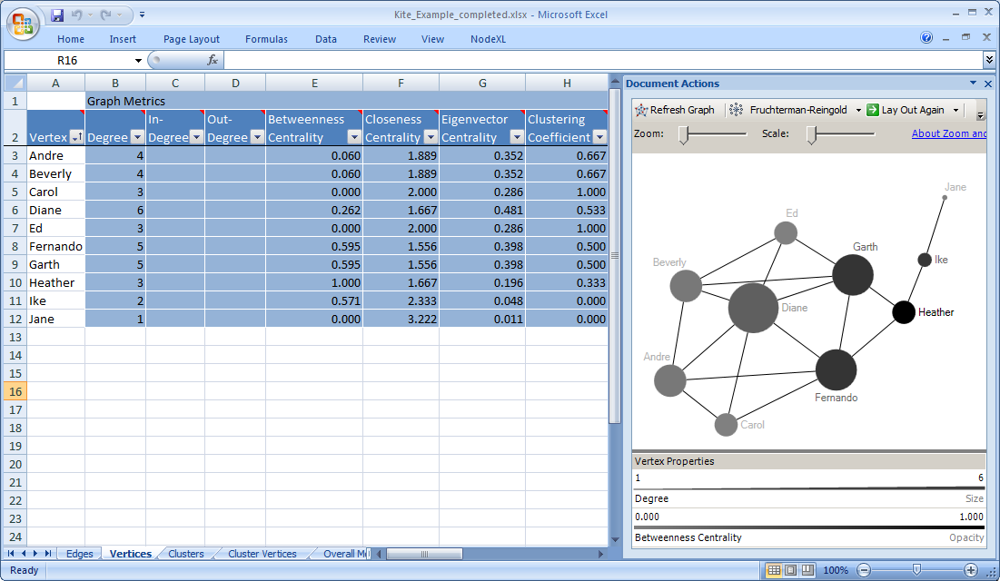 Kite_Example_completed.xlsx - Microsoft Excel
Home Insert Page Layout Formulas Data Review View NodeXL
R16 fx
Document Actions
A B C D E F G H
1 Graph Metrics
2 Vertex Degree In-Degree Out-Degree Betweenness Centrality Closeness Centrality Eigenvector Centrality Clustering Coefficient
3 Andre 4 0.060 1.889 0.352 0.667
4 Beverly 4 0.060 1.889 0.352 0.667
5 Carol 3 0.000 2.000 0.286 1.000
6 Diane 6 0.262 1.667 0.481 0.533
7 Ed 3 0.000 2.000 0.286 1.000
8 Fernando 5 0.595 1.556 0.398 0.500
9 Garth 5 0.595 1.556 0.398 0.500
10 Heather 3 1.000 1.667 0.196 0.333
11 Ike 2 0.571 2.333 0.048 0.000
12 Jane 1 0.000 3.222 0.011 0.000
13
14
15
16
17
18
19
20
21
22
23
24
Refresh Graph Fruchterman-Reingold Lay Out Again
Zoom: Scale: About Zoom and
Jane
Ed
Garth
Ike
Beverly
Diane
Heather
Andre
Fernando
Carol
Vertex Properties
1 6
Degree Size
0.000 1.000
Betweenness Centrality Opacity
Edges Vertices Clusters Cluster Vertices Overall M
Ready 100%